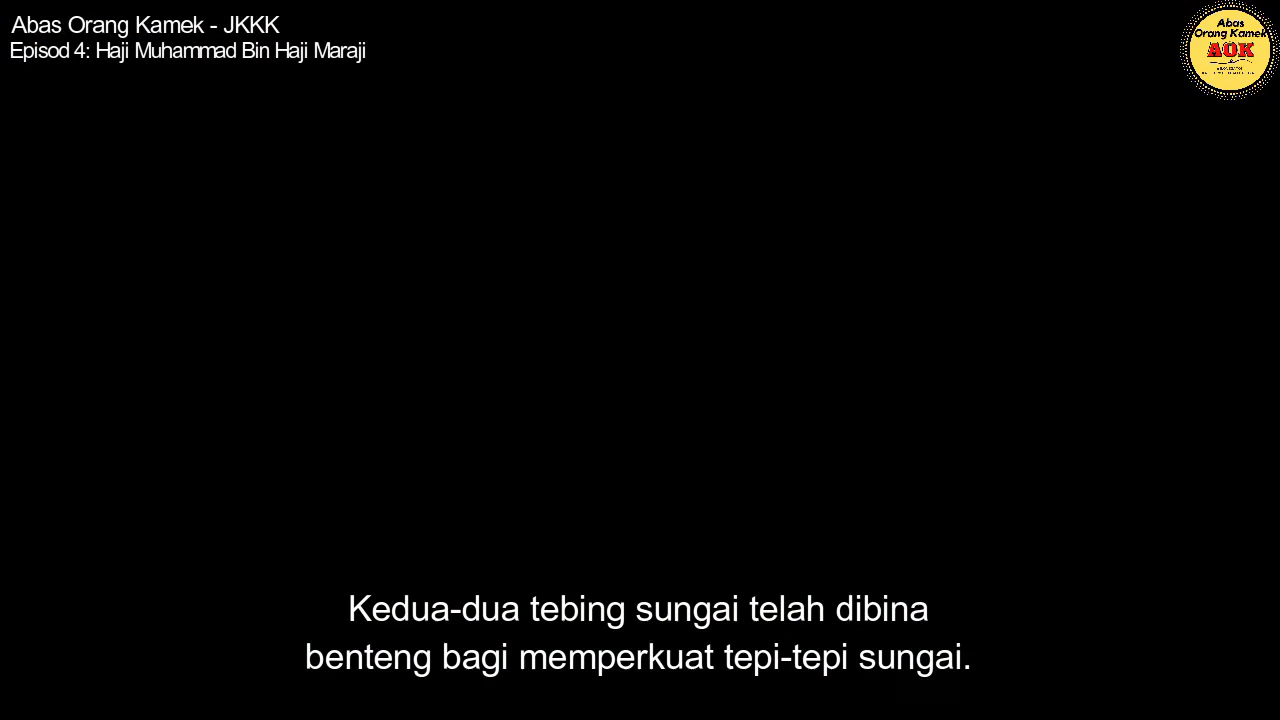 Abas Orang Kamek - JKKK
Episod 4: Haji Muhammad Bin Haji Maraji
Abas
Orang Kamek
AOK
Kedua-dua tebing sungai telah dibina
benteng bagi memperkuat tepi-tepi sungai.